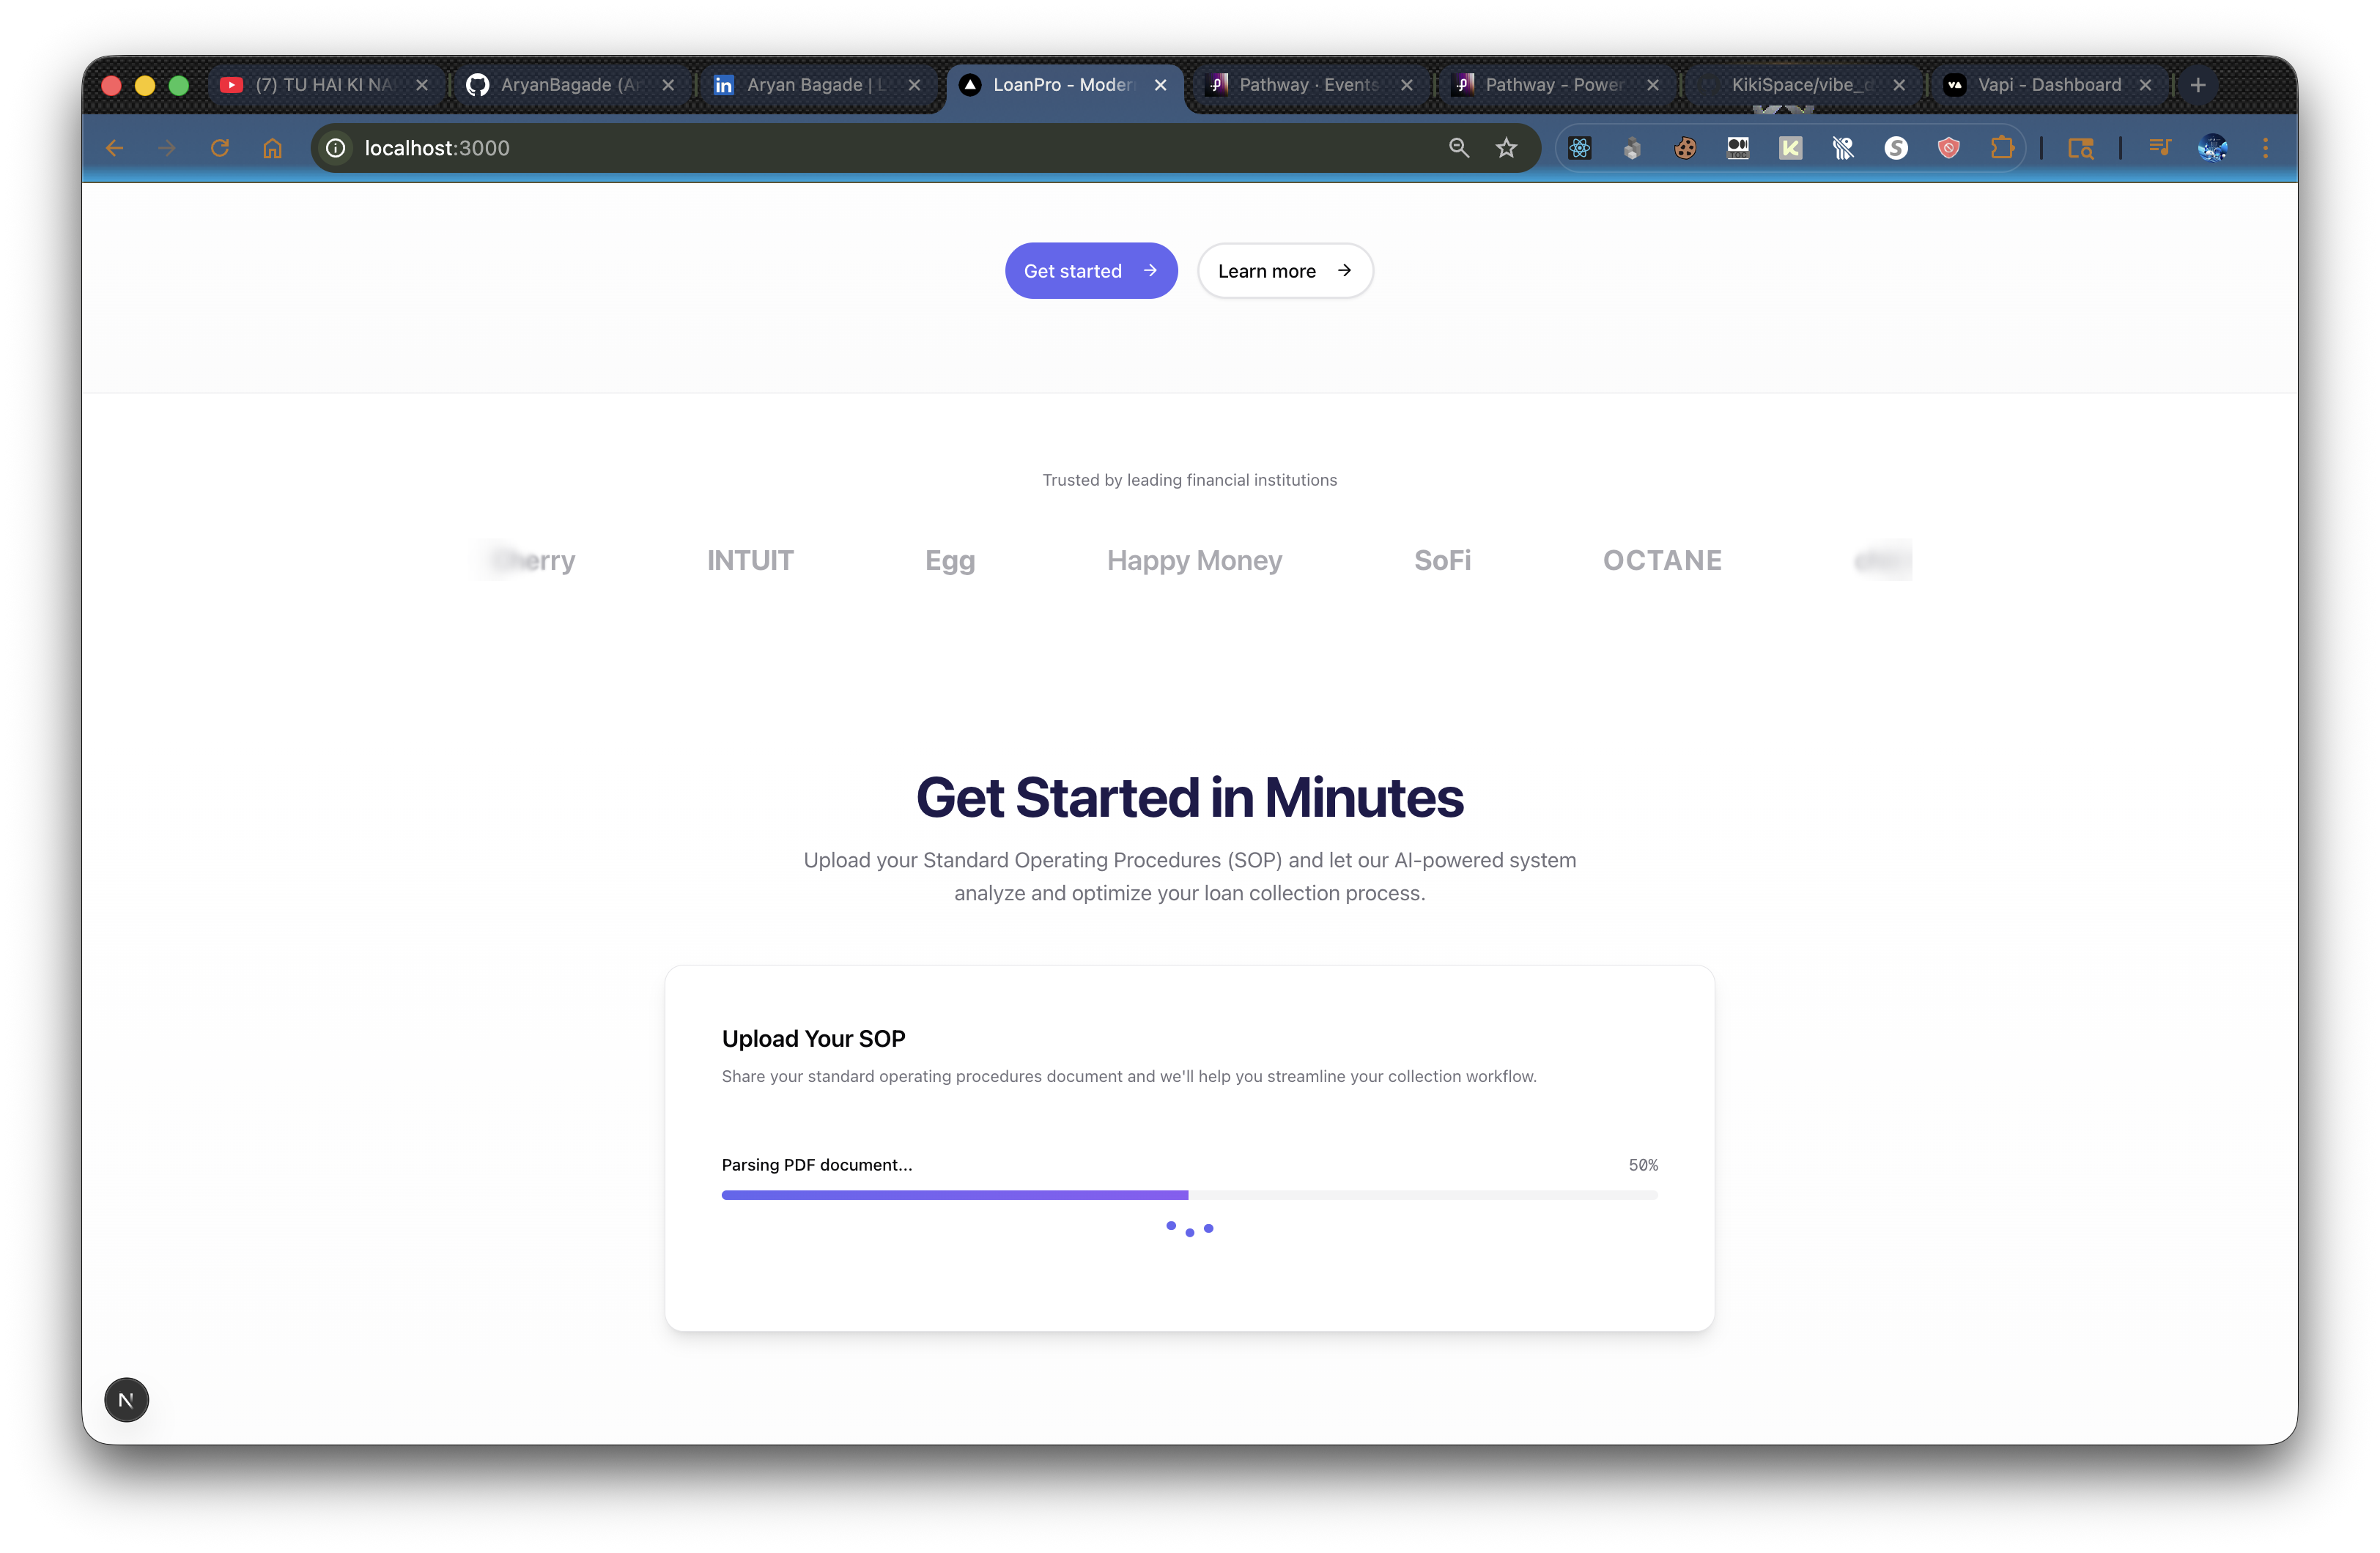 (7) TU HAI KI NA
AryanBagade (Ar
Aryan Bagade | L
LoanPro - Moder
Pathway · Events
Pathway - Power
KikiSpace/vibe_d
Vapi - Dashboard
localhost:3000
Get started
Learn more
Trusted by leading financial institutions
Cherry INTUIT Egg Happy Money SoFi OCTANE
Get Started in Minutes
Upload your Standard Operating Procedures (SOP) and let our AI-powered system
analyze and optimize your loan collection process.
Upload Your SOP
Share your standard operating procedures document and we'll help you streamline your collection workflow.
Parsing PDF document... 50%
N